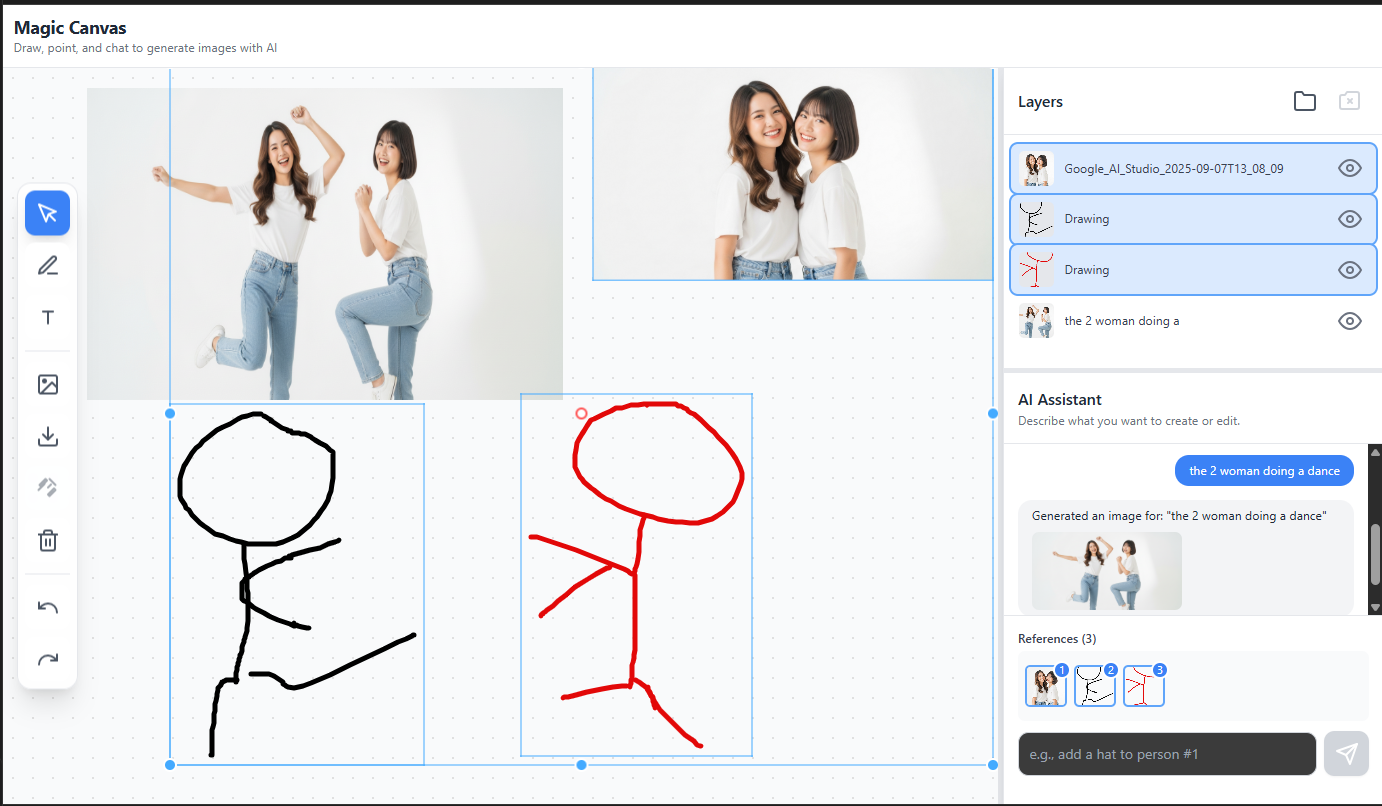 Magic Canvas
Draw, point, and chat to generate images with AI
T
Layers
Google_AI_Studio_2025-09-07T13_08_09
Drawing
Drawing
the 2 woman doing a
AI Assistant
Describe what you want to create or edit.
the 2 woman doing a dance
Generated an image for: "the 2 woman doing a dance"
References (3)
1
2
3
e.g., add a hat to person #1